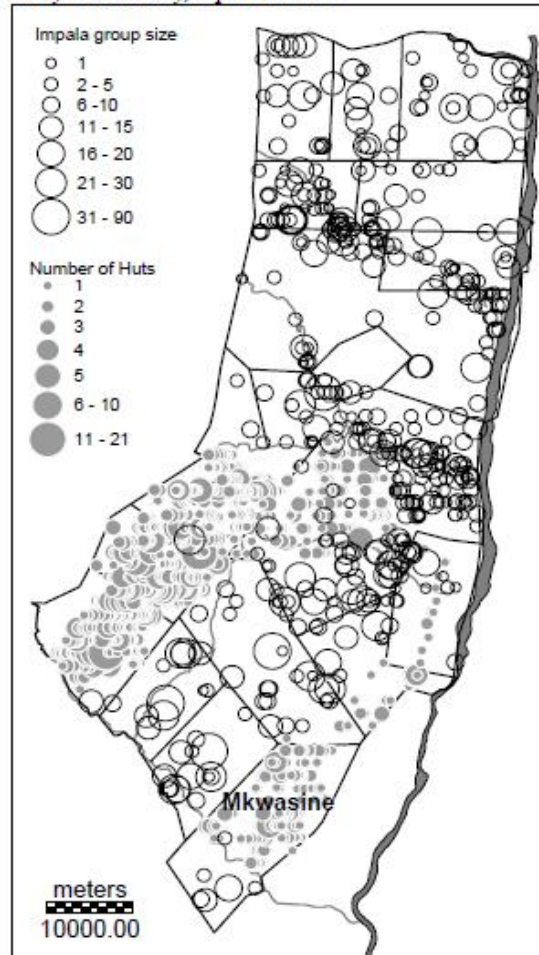 Impala group size
1
2 - 5
6 -10
11 - 15
16 - 20
21 - 30
31 - 90
Number of Huts
1
2
3
4
5
6 - 10
11 - 21
Mkwasine
meters
10000.00